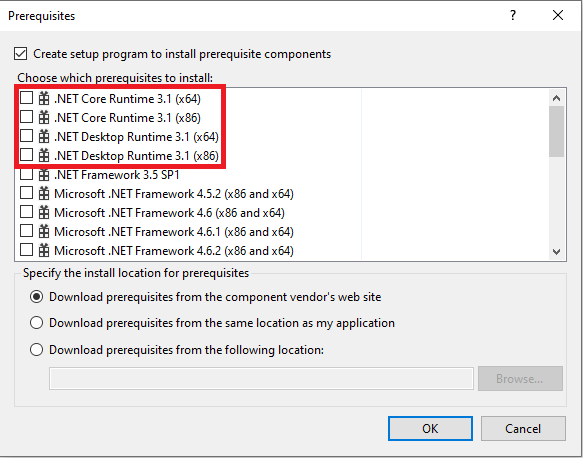 Prerequisites
Create setup program to install prerequisite components
Choose which prerequisites to install:
.NET Core Runtime 3.1 (x64)
.NET Core Runtime 3.1 (x86)
.NET Desktop Runtime 3.1 (x64)
.NET Desktop Runtime 3.1 (x86)
.NET Framework 3.5 SP1
Microsoft .NET Framework 4.5.2 (x86 and x64)
Microsoft .NET Framework 4.6 (x86 and x64)
Microsoft .NET Framework 4.6.1 (x86 and x64)
Microsoft .NET Framework 4.6.2 (x86 and x64)
Specify the install location for prerequisites
Download prerequisites from the component vendor's web site
Download prerequisites from the same location as my application
Download prerequisites from the following location:
Browse...
OK Cancel